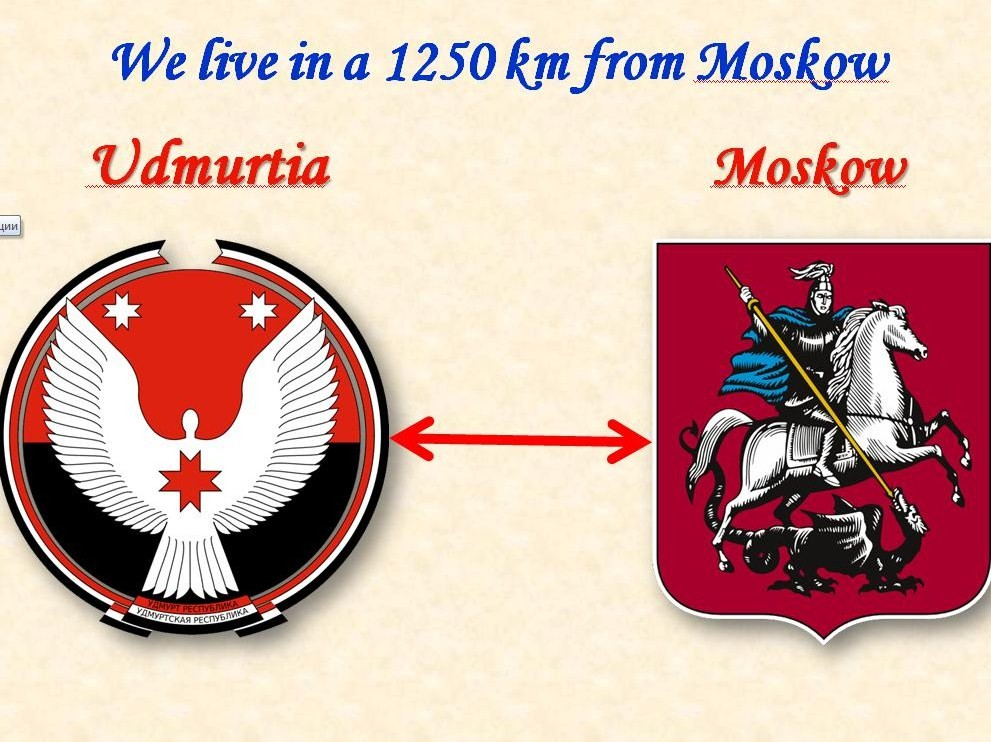 We live in a 1250 km from Moskow
Udmurtia
Moskow
ции
УДМУРТ РЕСПУБЛИКА
УДМУРТСКАЯ РЕСПУБЛИКА